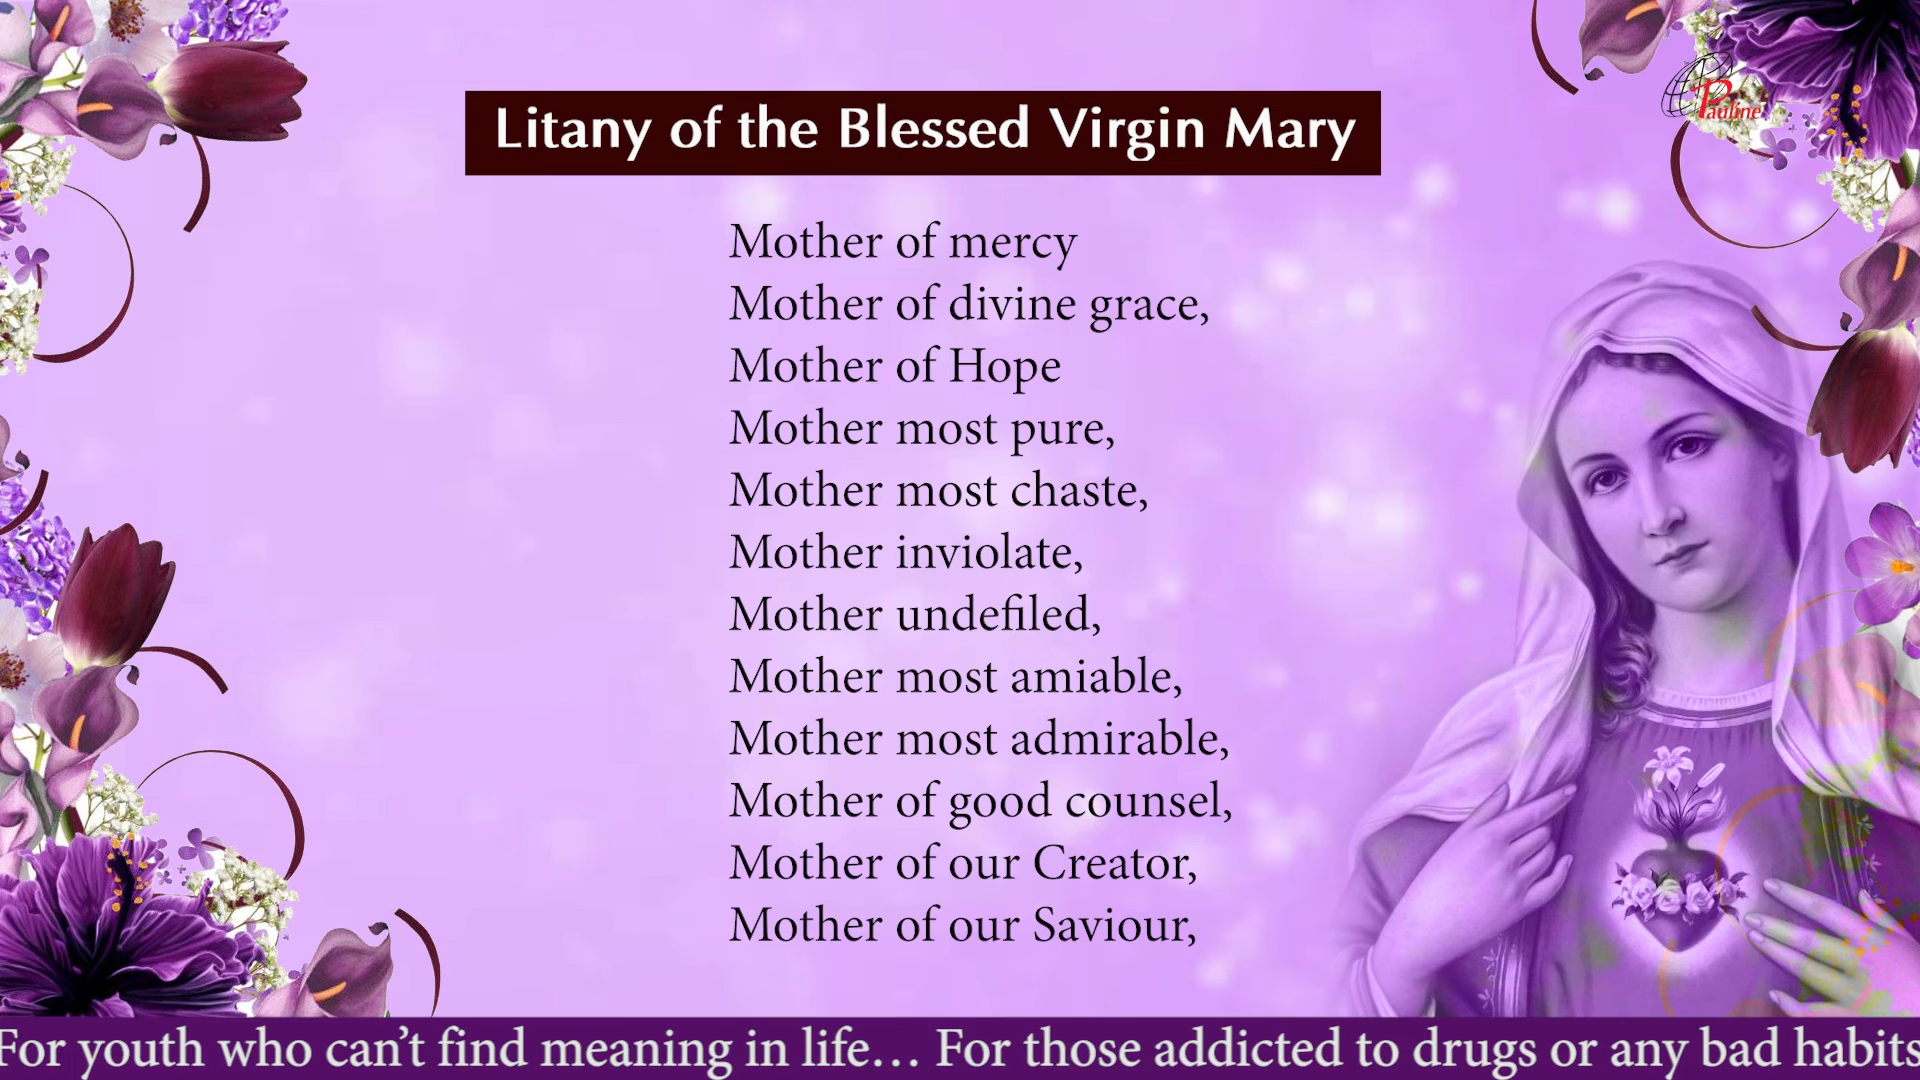 Pauline
Litany of the Blessed Virgin Mary
Mother of mercy
Mother of divine grace,
Mother of Hope
Mother most pure,
Mother most chaste,
Mother inviolate,
Mother undefiled,
Mother most amiable,
Mother most admirable,
Mother of good counsel,
Mother of our Creator,
Mother of our Saviour,
For youth who can’t find meaning in life… For those addicted to drugs or any bad habits